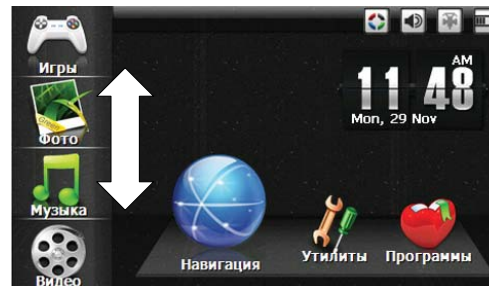 Игры
Фото
Музыка
Видео
AM
11 48
Mon, 29 Nov
Навигация
Утилиты
Программы